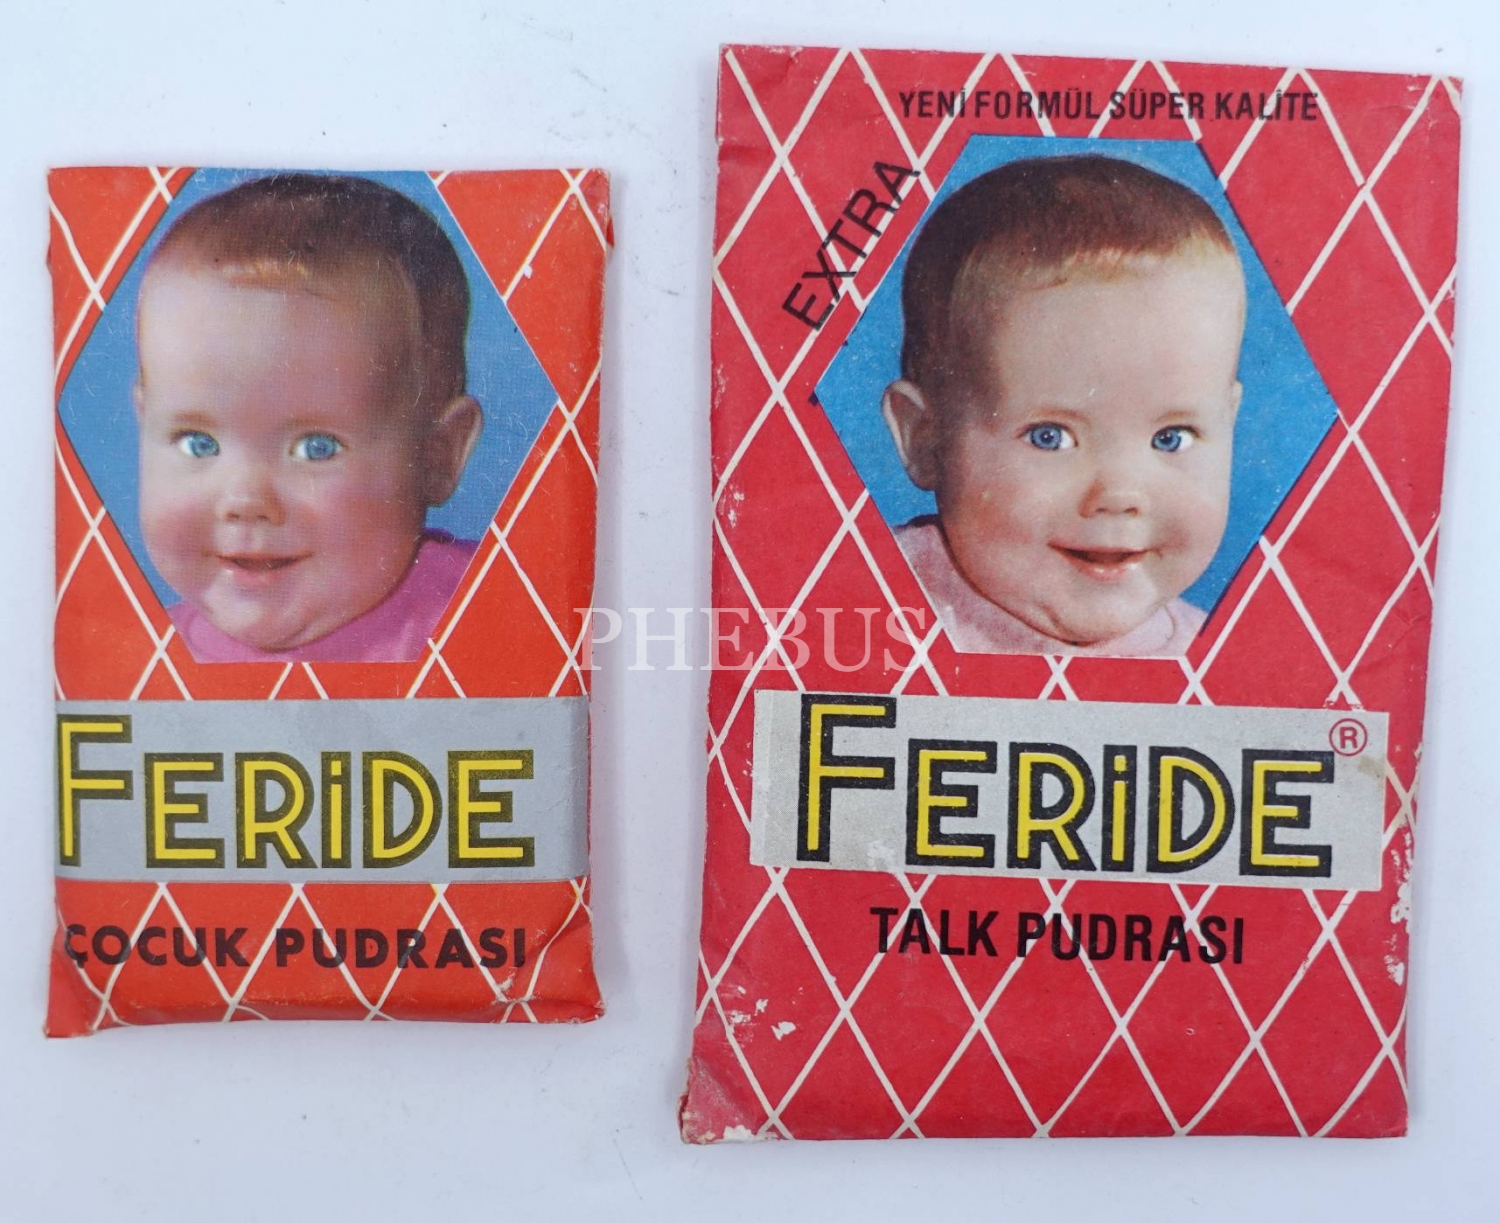 FERiDE
ÇOCUK PUDRASI
YENİ FORMÜL SÜPER KALİTE
EXTRA
FERiDE ®
TALK PUDRASI
PHEBUS